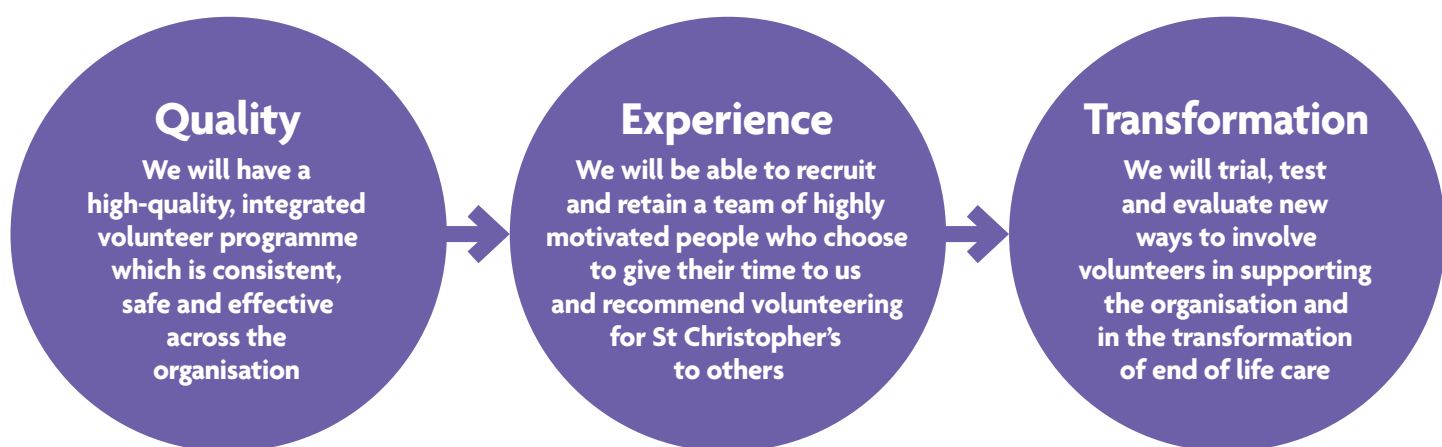 Quality
We will have a
high-quality, integrated
volunteer programme
which is consistent,
safe and effective
across the
organisation
Experience
We will be able to recruit
and retain a team of highly
motivated people who choose
to give their time to us
and recommend volunteering
for St Christopher’s
to others
Transformation
We will trial, test
and evaluate new
ways to involve
volunteers in supporting
the organisation and
in the transformation
of end of life care